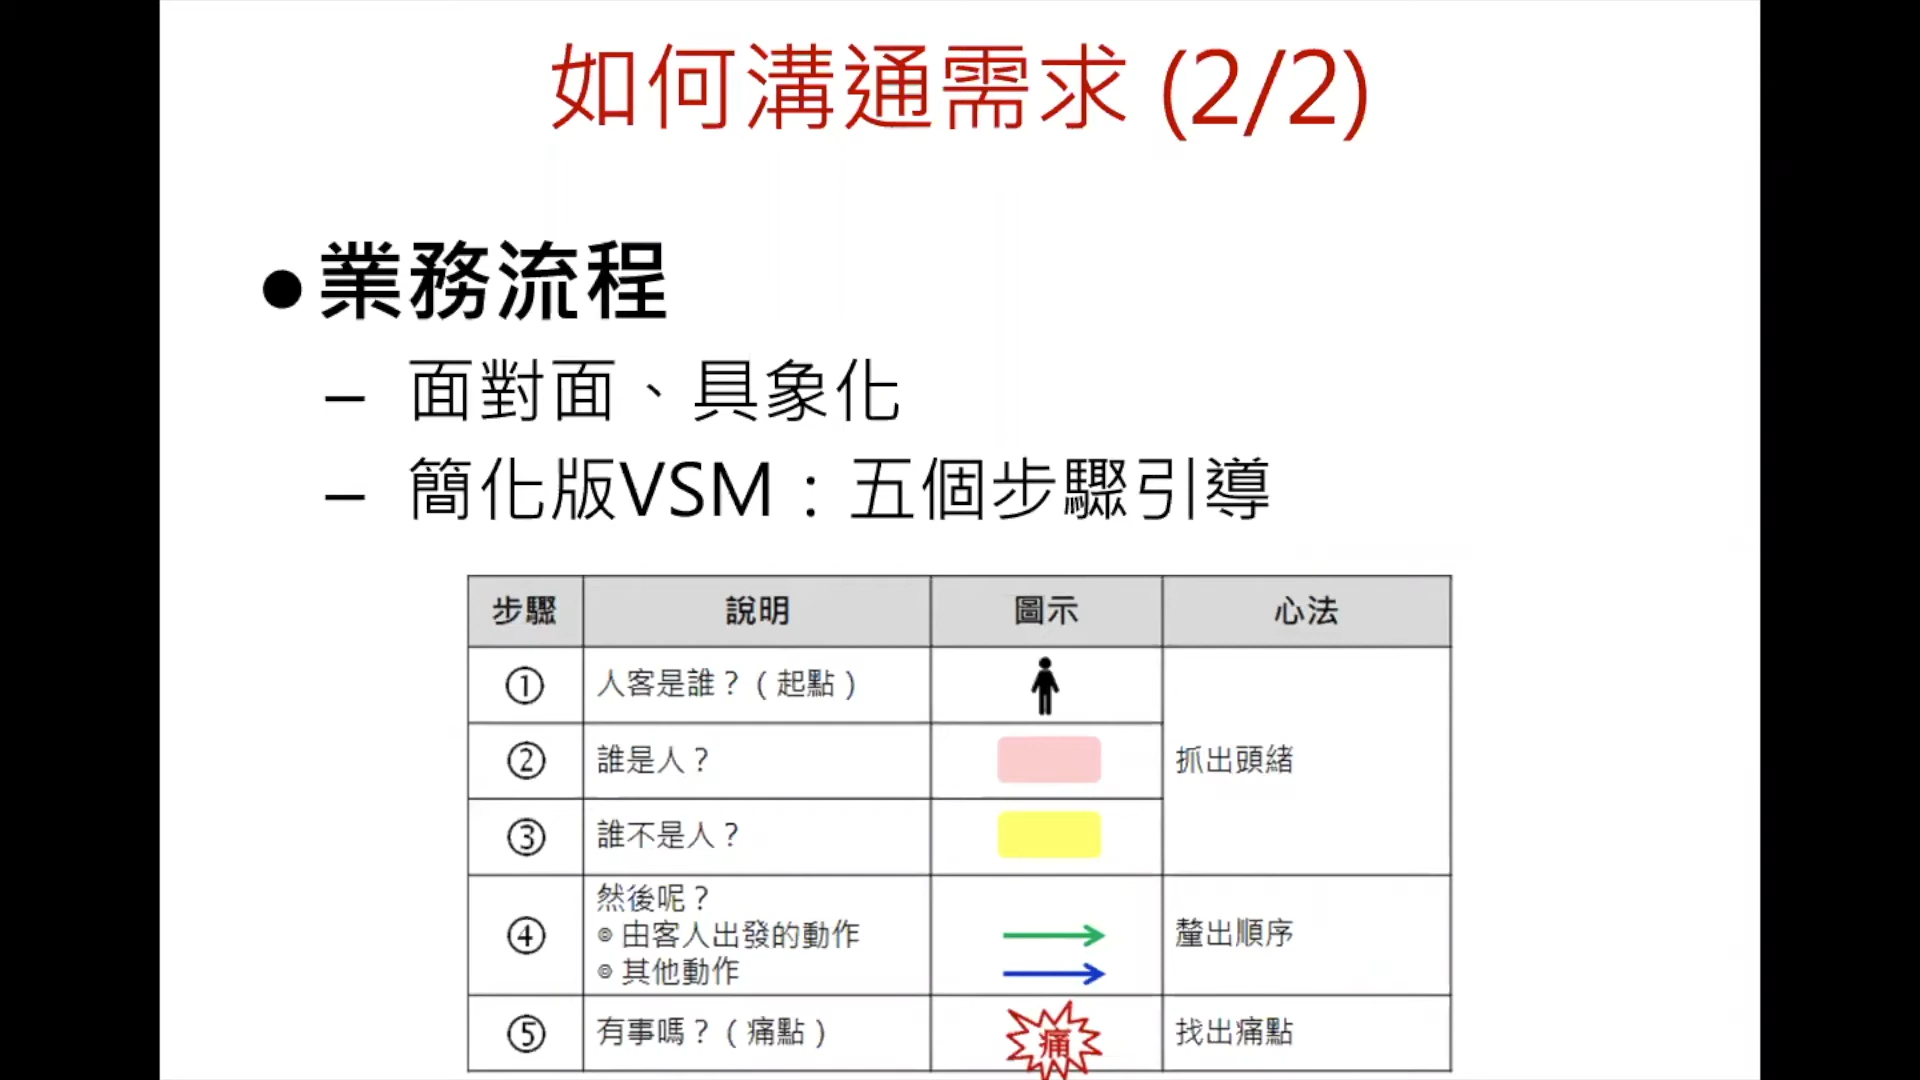 如何溝通需求 (2/2)
●業務流程
– 面對面、具象化
– 簡化版VSM：五個步驟引導
步驟 說明 圖示 心法
① 人客是誰？（起點）
② 誰是人？ 抓出頭緒
③ 誰不是人？
然後呢？
④ ◎ 由客人出發的動作 釐出順序
◎ 其他動作
⑤ 有事嗎？（痛點） 痛 找出痛點